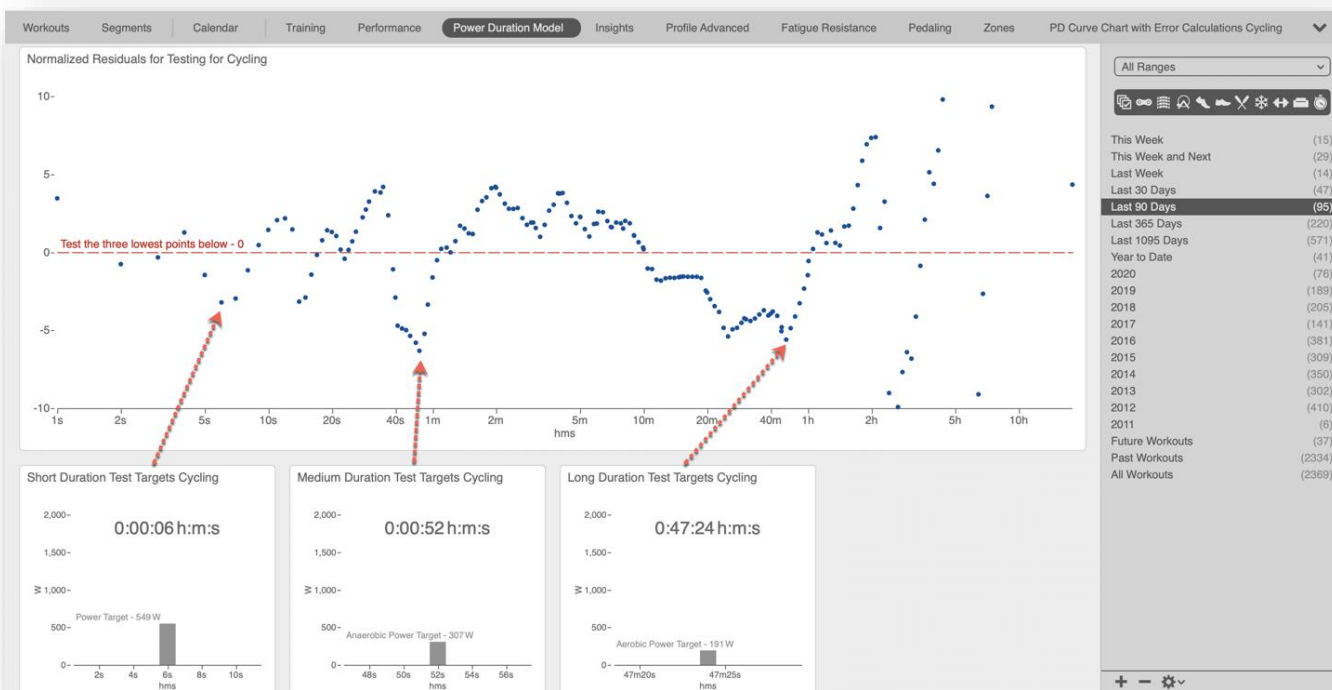 Workouts Segments Calendar Training Performance Power Duration Model Insights Profile Advanced Fatigue Resistance Pedaling Zones PD Curve Chart with Error Calculations Cycling
Normalized Residuals for Testing for Cycling
10-
5-
Test the three lowest points below - 0
0-
-5-
-10-
1s 2s 5s 10s 20s 40s 1m 2m 5m 10m 20m 40m 1h 2h 5h 10h
hms
Short Duration Test Targets Cycling
2,000-
0:00:06 h:m:s
1,500-
W 1,000-
Power Target - 549 W
500-
0-
2s 4s 6s 8s 10s
hms
Medium Duration Test Targets Cycling
2,000-
0:00:52 h:m:s
1,500-
W 1,000-
500-
Anaerobic Power Target - 307 W
0-
48s 50s 52s 54s 56s
hms
Long Duration Test Targets Cycling
2,000-
0:47:24 h:m:s
1,500-
W 1,000-
500-
Aerobic Power Target - 191 W
0-
47m20s 47m25s
hms
All Ranges
This Week (15)
This Week and Next (29)
Last Week (14)
Last 30 Days (47)
Last 90 Days (95)
Last 365 Days (220)
Last 1095 Days (571)
Year to Date (41)
2020 (76)
2019 (189)
2018 (205)
2017 (141)
2016 (381)
2015 (309)
2014 (350)
2013 (302)
2012 (410)
2011 (6)
Future Workouts (37)
Past Workouts (2334)
All Workouts (2369)